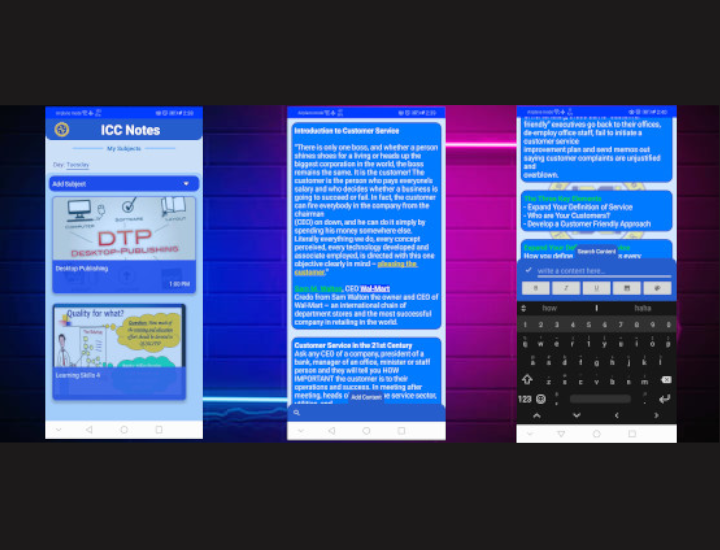 ICC Notes
My Subjects
Day: Tuesday
Add Subject
COMPUTER
SOFTWARE
LAYOUT
DTP
DESKTOP-PUBLISHING
Desktop Publishing
1:00 PM
Quality for what?
Learning Skills 4
Introduction to Customer Service
"There is only one boss, and whether a person
shines shoes for a living or heads up the
biggest corporation in the world, the boss
remains the same. It is the customer! The
customer is the person who pays everyone's
salary and who decides whether a business is
going to succeed or fail. In fact, the customer
can fire everybody in the company from the
chairman
(CEO) on down, and he can do it simply by
spending his money somewhere else.
Literally everything we do, every concept
perceived, every technology developed and
associate employed, is directed with this one
objective clearly in mind – pleasing the
customer."
Sam M. Walton, CEO Wal-Mart
Credo from Sam Walton the owner and CEO of
Wal-Mart – an international chain of
department stores and the most successful
company in retailing in the world.
Customer Service in the 21st Century
Ask any CEO of a company, president of a
bank, manager of an office, minister or staff
person and they will tell you HOW
IMPORTANT the customer is to their
operations and success. In meeting after
meeting, heads of
service sector,
Add Content
friendly" executives go back to their offices,
de-employ office staff, fail to initiate a
customer service
improvement plan and send memos out
saying customer complaints are unjustified
and
overblown.
The Three Key Elements
- Expand Your Definition of Service
- Who are Your Customers?
- Develop a Customer Friendly Approach
How you define
s every
Search Content
write a content here...
how
I
haha
1 2 3 4 5 6 7 8 9 0
q w e r t y u i o p
a s d f g h j k l
z x c v b n m
123